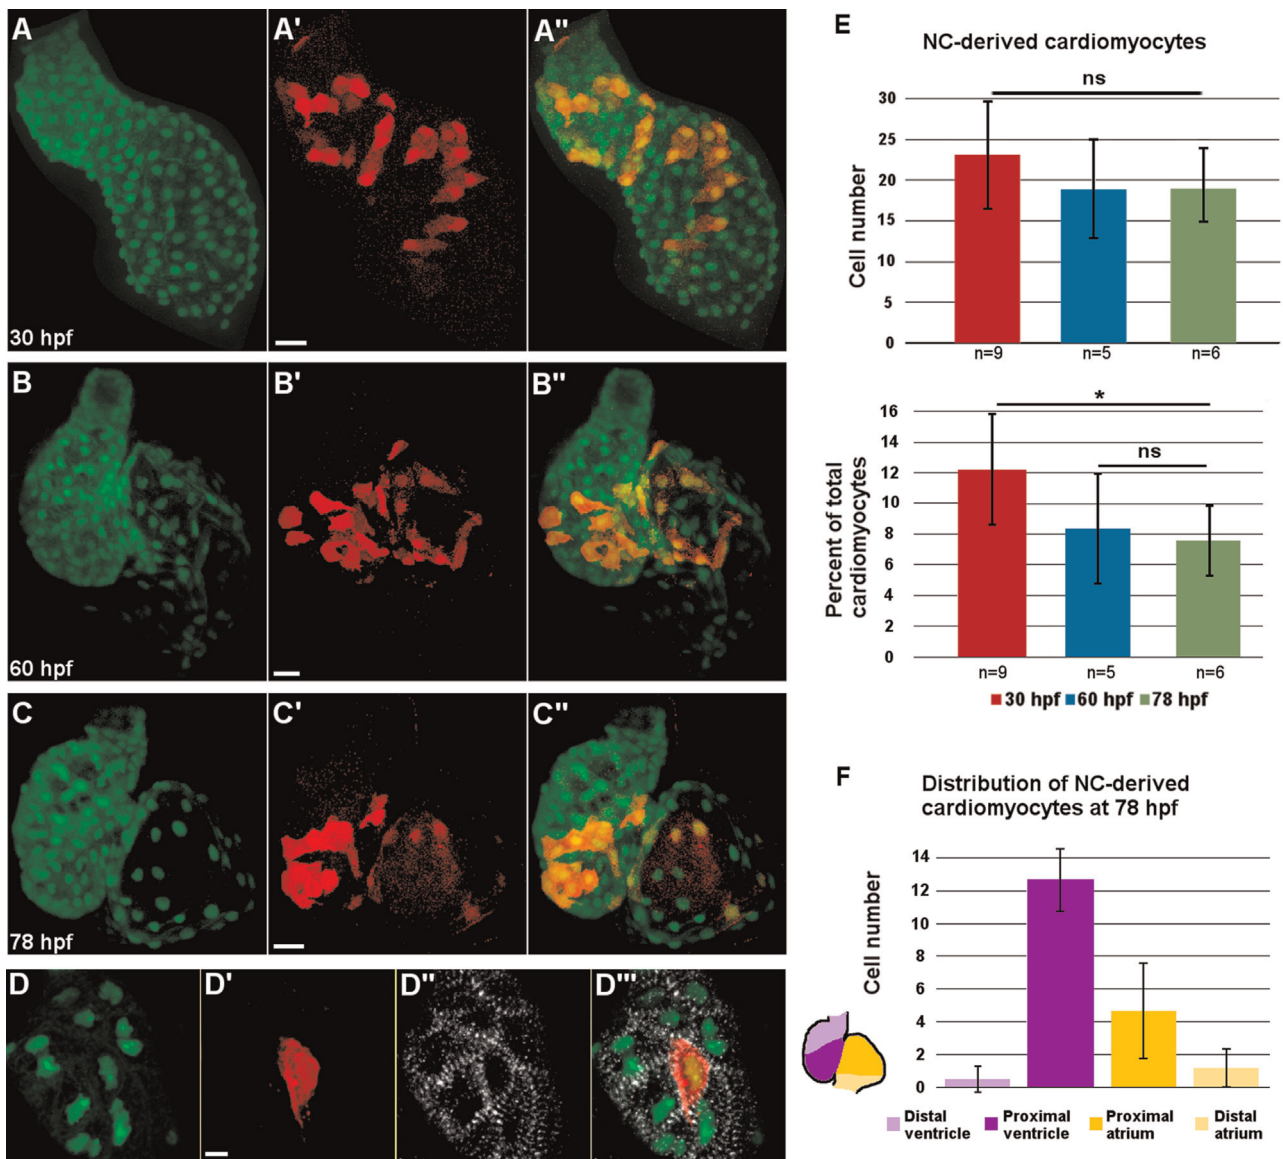 A
A'
A"
30 hpf
B
B'
B"
60 hpf
C
C'
C"
78 hpf
D
D'
D"
D"'
E
NC-derived cardiomyocytes
ns
Cell number
30
25
20
15
10
5
0
n=9
n=5
n=6
*
ns
Percent of total
cardiomyocytes
16
14
12
10
8
6
4
2
0
n=9
n=5
n=6
30 hpf
60 hpf
78 hpf
F
Distribution of NC-derived
cardiomyocytes at 78 hpf
Cell number
14
12
10
8
6
4
2
0
Distal
ventricle
Proximal
ventricle
Proximal
atrium
Distal
atrium